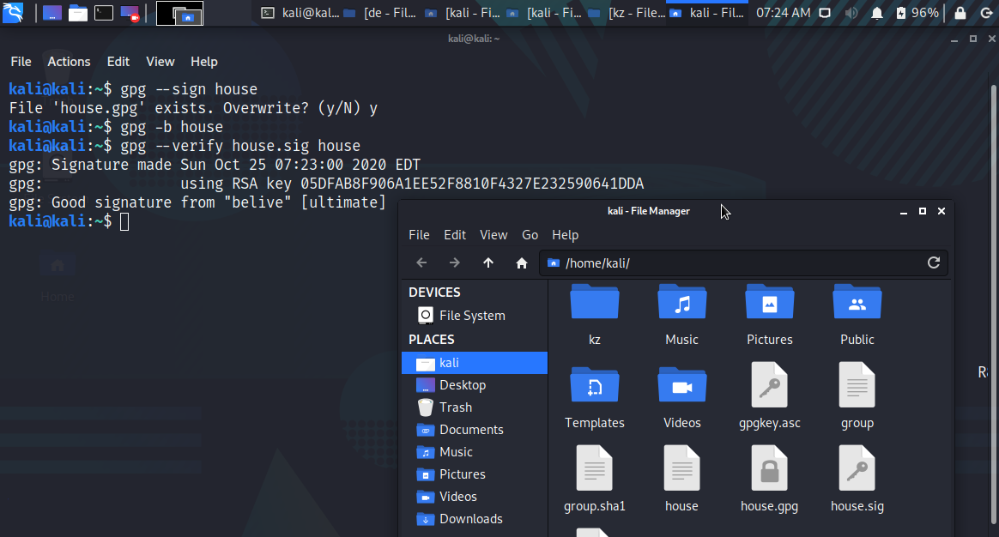 kali@kal... [de - Fil... [kali - Fi... [kali - Fi... [kz - File... kali - Fil... 07:24 AM 96%
kali@kali: ~
File Actions Edit View Help
kali@kali:~$ gpg --sign house
File 'house.gpg' exists. Overwrite? (y/N) y
kali@kali:~$ gpg -b house
kali@kali:~$ gpg --verify house.sig house
gpg: Signature made Sun Oct 25 07:23:00 2020 EDT
gpg:                using RSA key 05DFAB8F906A1EE52F8810F4327E232590641DDA
gpg: Good signature from "belive" [ultimate]
kali@kali:~$
Home
kali - File Manager
File Edit View Go Help
/home/kali/
DEVICES
File System
PLACES
kali
Desktop
Trash
Documents
Music
Pictures
Videos
Downloads
kz Music Pictures Public
Templates Videos gpgkey.asc group
group.sha1 house house.gpg house.sig